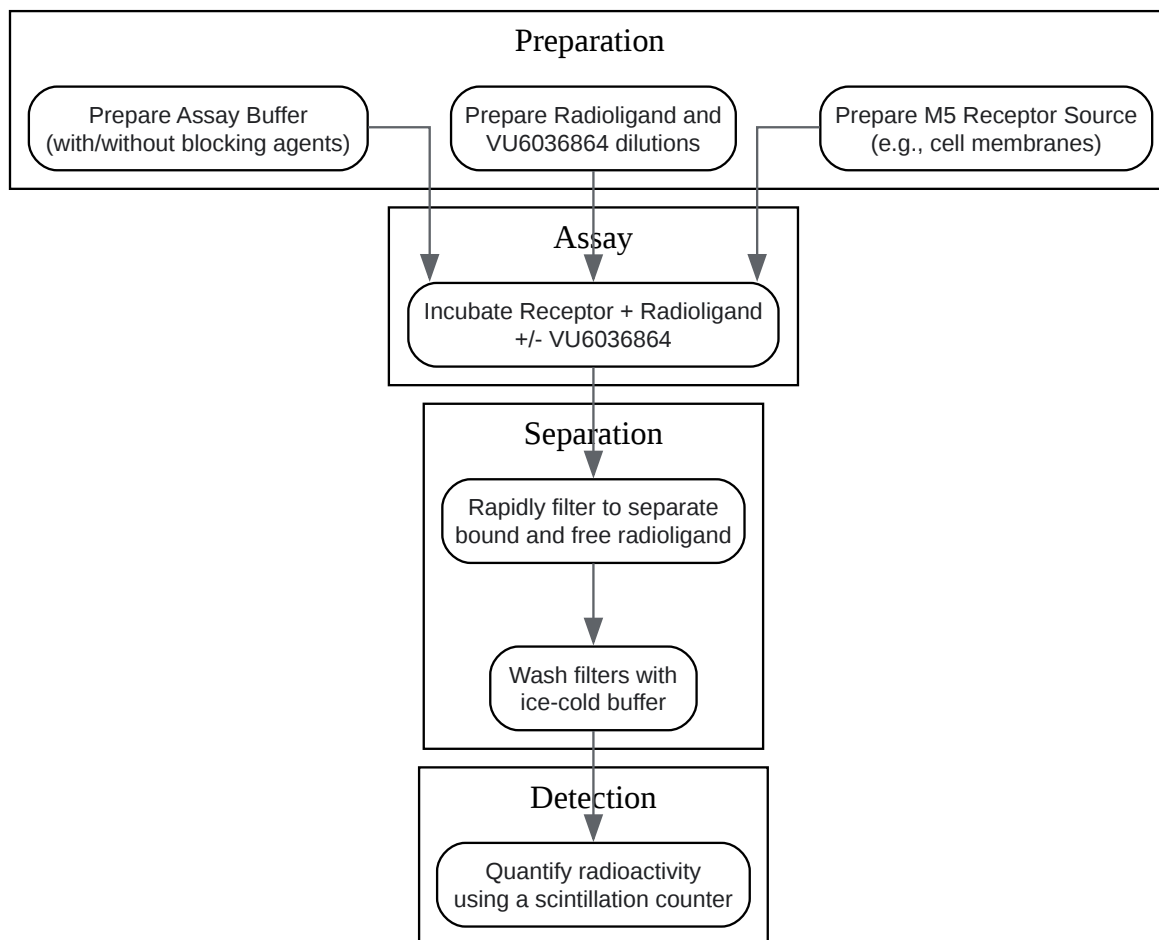 Preparation
Prepare Assay Buffer
(with/without blocking agents)
Prepare Radioligand and
VU6036864 dilutions
Prepare M5 Receptor Source
(e.g., cell membranes)
Assay
Incubate Receptor + Radioligand
+/- VU6036864
Separation
Rapidly filter to separate
bound and free radioligand
Wash filters with
ice-cold buffer
Detection
Quantify radioactivity
using a scintillation counter